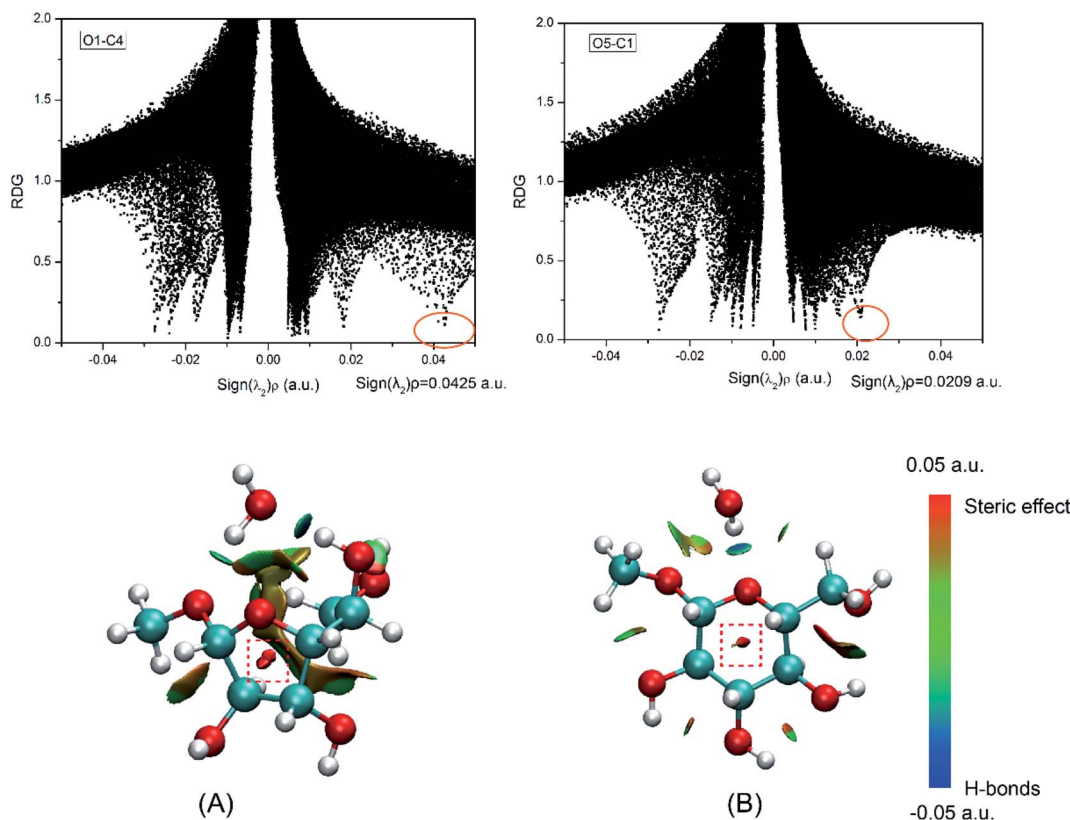 O1-C4
RDG
2.0
1.5
1.0
0.5
0.0
-0.04 -0.02 0.00 0.02 0.04
Sign(λ₂)ρ (a.u.) Sign(λ₂)ρ=0.0425 a.u.
O5-C1
RDG
2.0
1.5
1.0
0.5
0.0
-0.04 -0.02 0.00 0.02 0.04
Sign(λ₂)ρ (a.u.) Sign(λ₂)ρ=0.0209 a.u.
0.05 a.u.
Steric effect
H-bonds
-0.05 a.u.
(A)
(B)